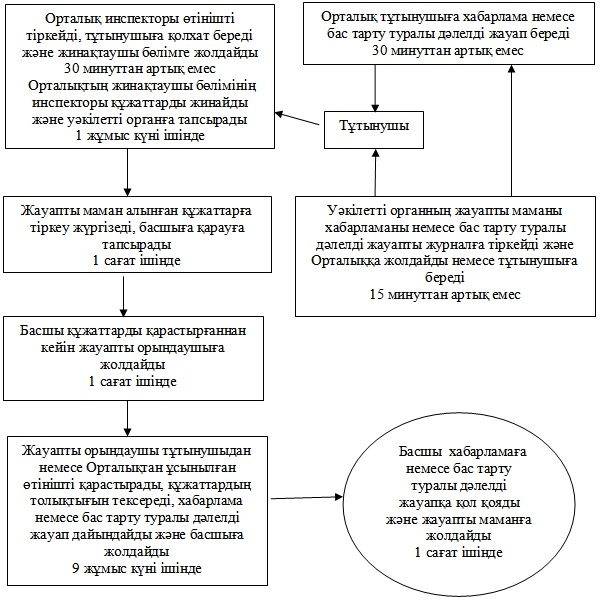 Орталық инспекторы өтінішті
тіркейді, тұтынушыға қолхат береді
және жинақтаушы бөлімге жолдайды
30 минуттан артық емес
Орталықтың жинақтаушы бөлімінің
инспекторы құжаттарды жинайды
және уәкілетті органға тапсырады
1 жұмыс күні ішінде
Орталық тұтынушыға хабарлама немесе
бас тарту туралы дәлелді жауап береді
30 минуттан артық емес
Тұтынушы
Жауапты маман алынған құжаттарға
тіркеу жүргізеді, басшыға қарауға
тапсырады
1 сағат ішінде
Уәкілетті органның жауапты маманы
хабарламаны немесе бас тарту туралы
дәлелді жауапты журналға тіркейді және
Орталыққа жолдайды немесе тұтынушыға
береді
15 минуттан артық емес
Басшы құжаттарды қарастырғаннан
кейін жауапты орындаушыға
жолдайды
1 сағат ішінде
Жауапты орындаушы тұтынушыдан
немесе Орталықтан ұсынылған
өтінішті қарастырады, құжаттардың
толықтығын тексереді, хабарлама
немесе бас тарту туралы дәлелді
жауап дайындайды және басшыға
жолдайды
9 жұмыс күні ішінде
Басшы хабарламаға
немесе бас тарту
туралы дәлелді
жауапқа қол қояды
және жауапты маманға
жолдайды
1 сағат ішінде